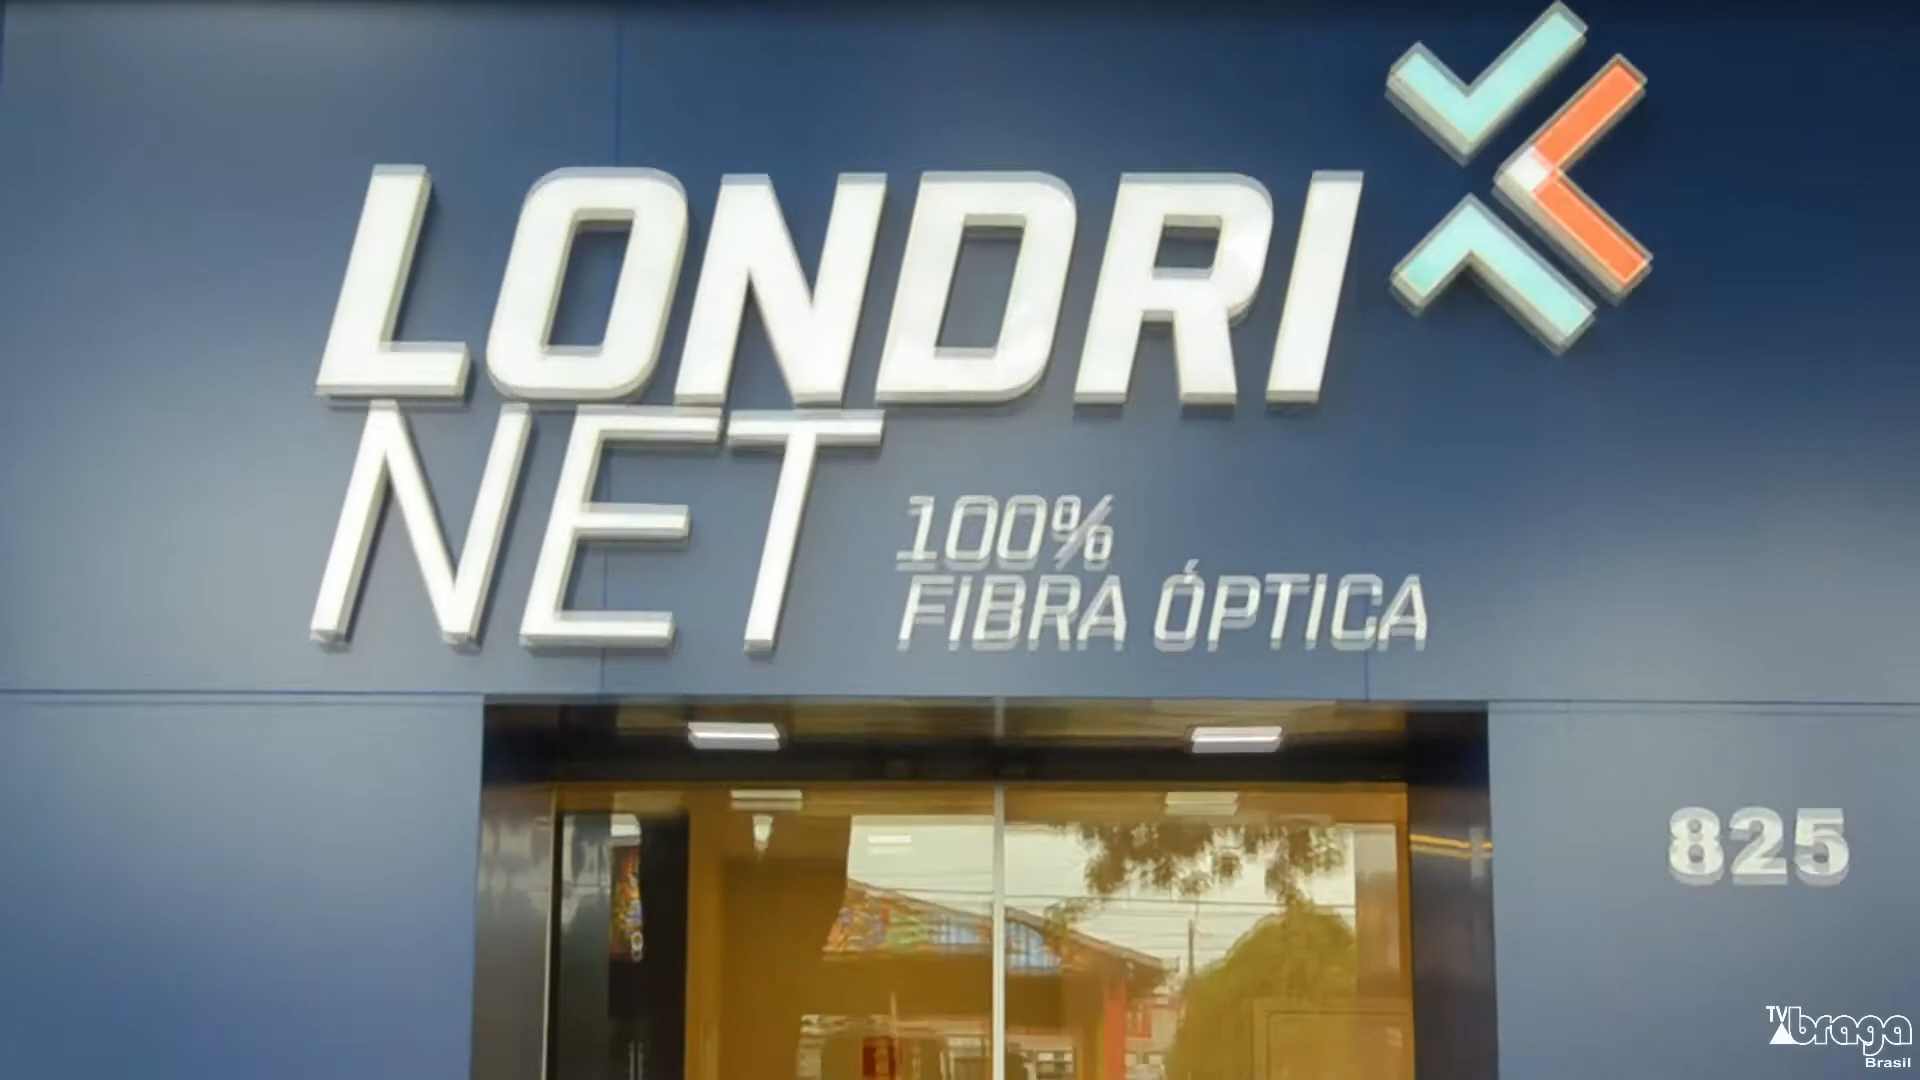 LONDRI
NET
100%
FIBRA ÓPTICA
825
TV braga
Brasil